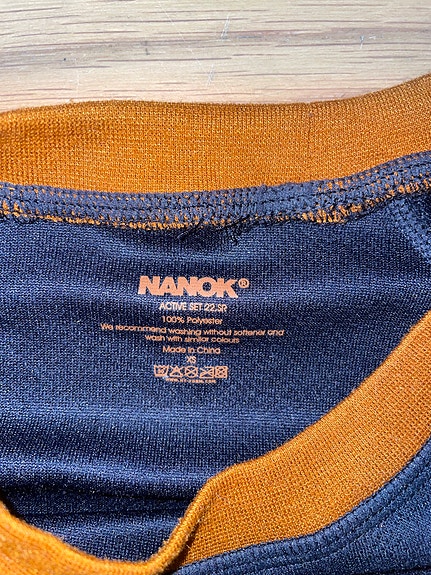 NANOK®
ACTIVE SET 22.SR
100% Polyester
We recommend washing without softener and
wash with similar colours
Made in China
XS